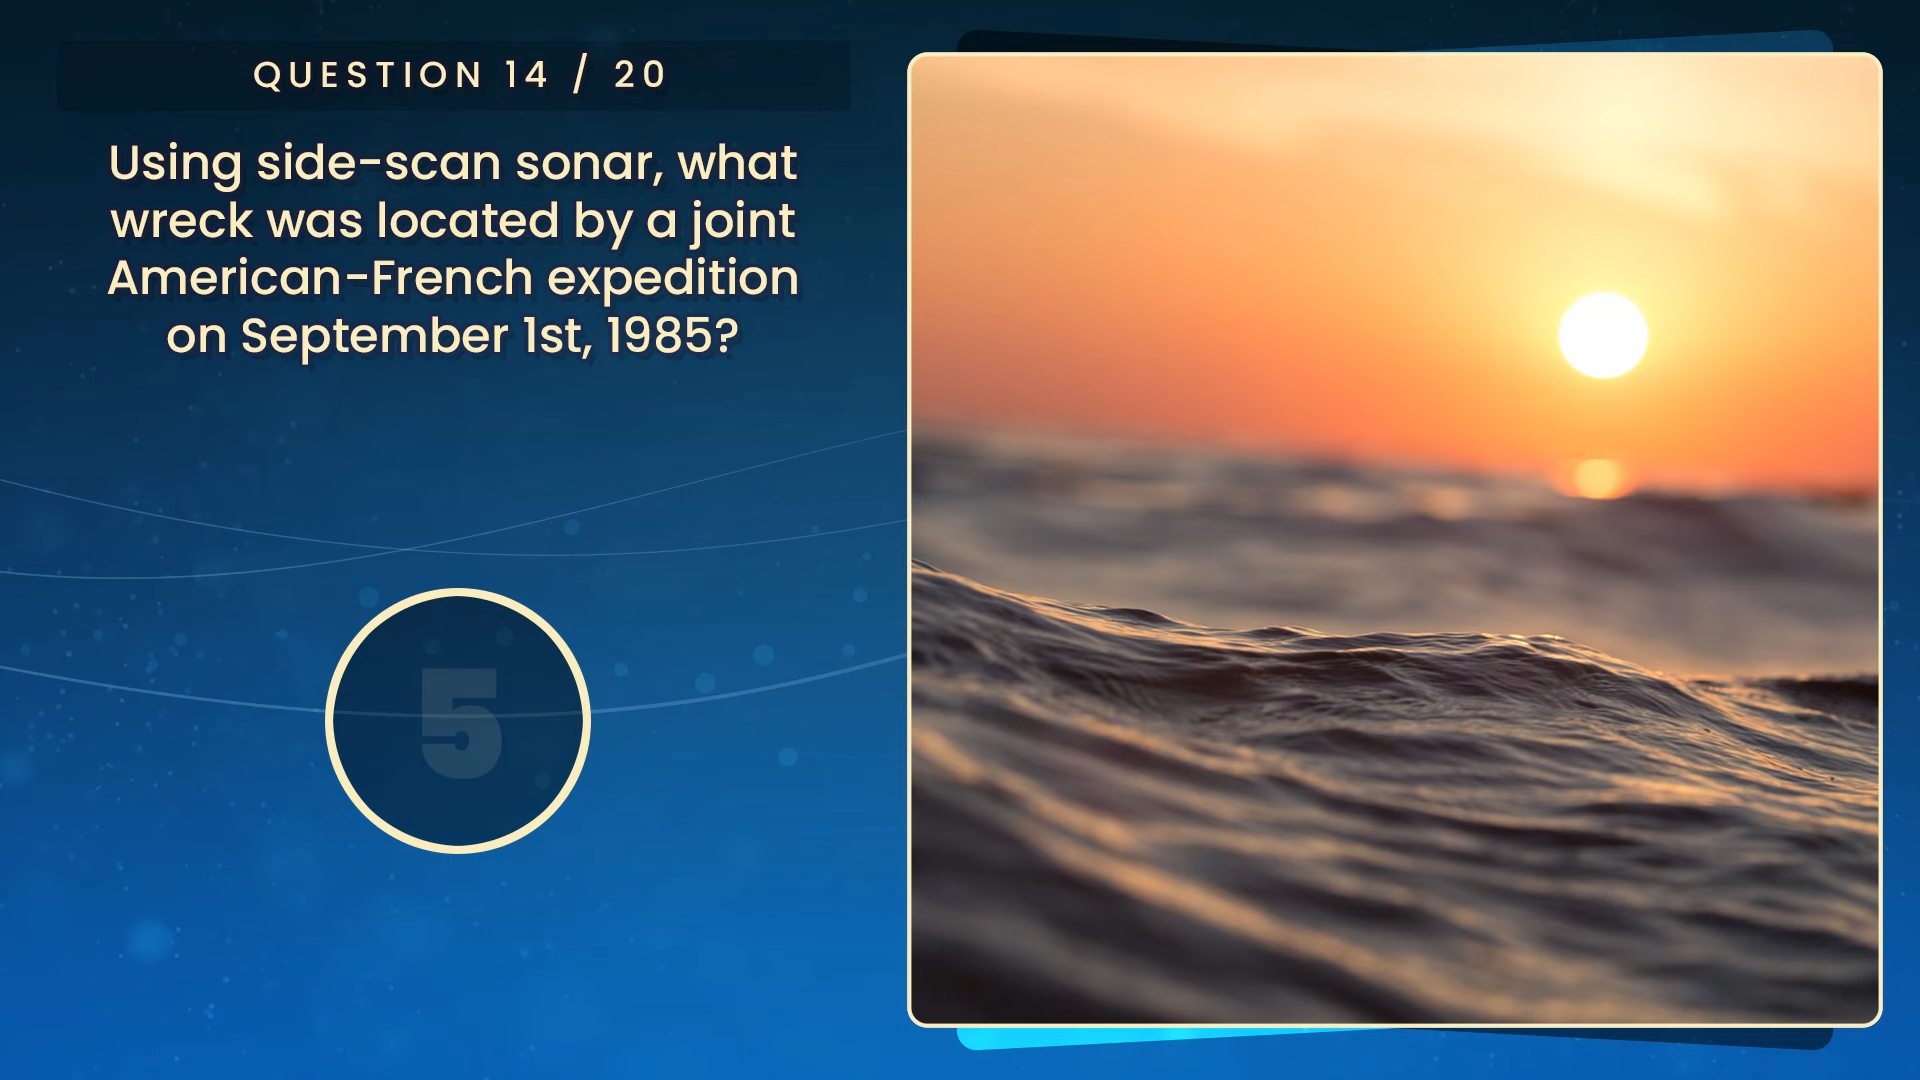 QUESTION 14 / 20
Using side-scan sonar, what
wreck was located by a joint
American-French expedition
on September 1st, 1985?
5